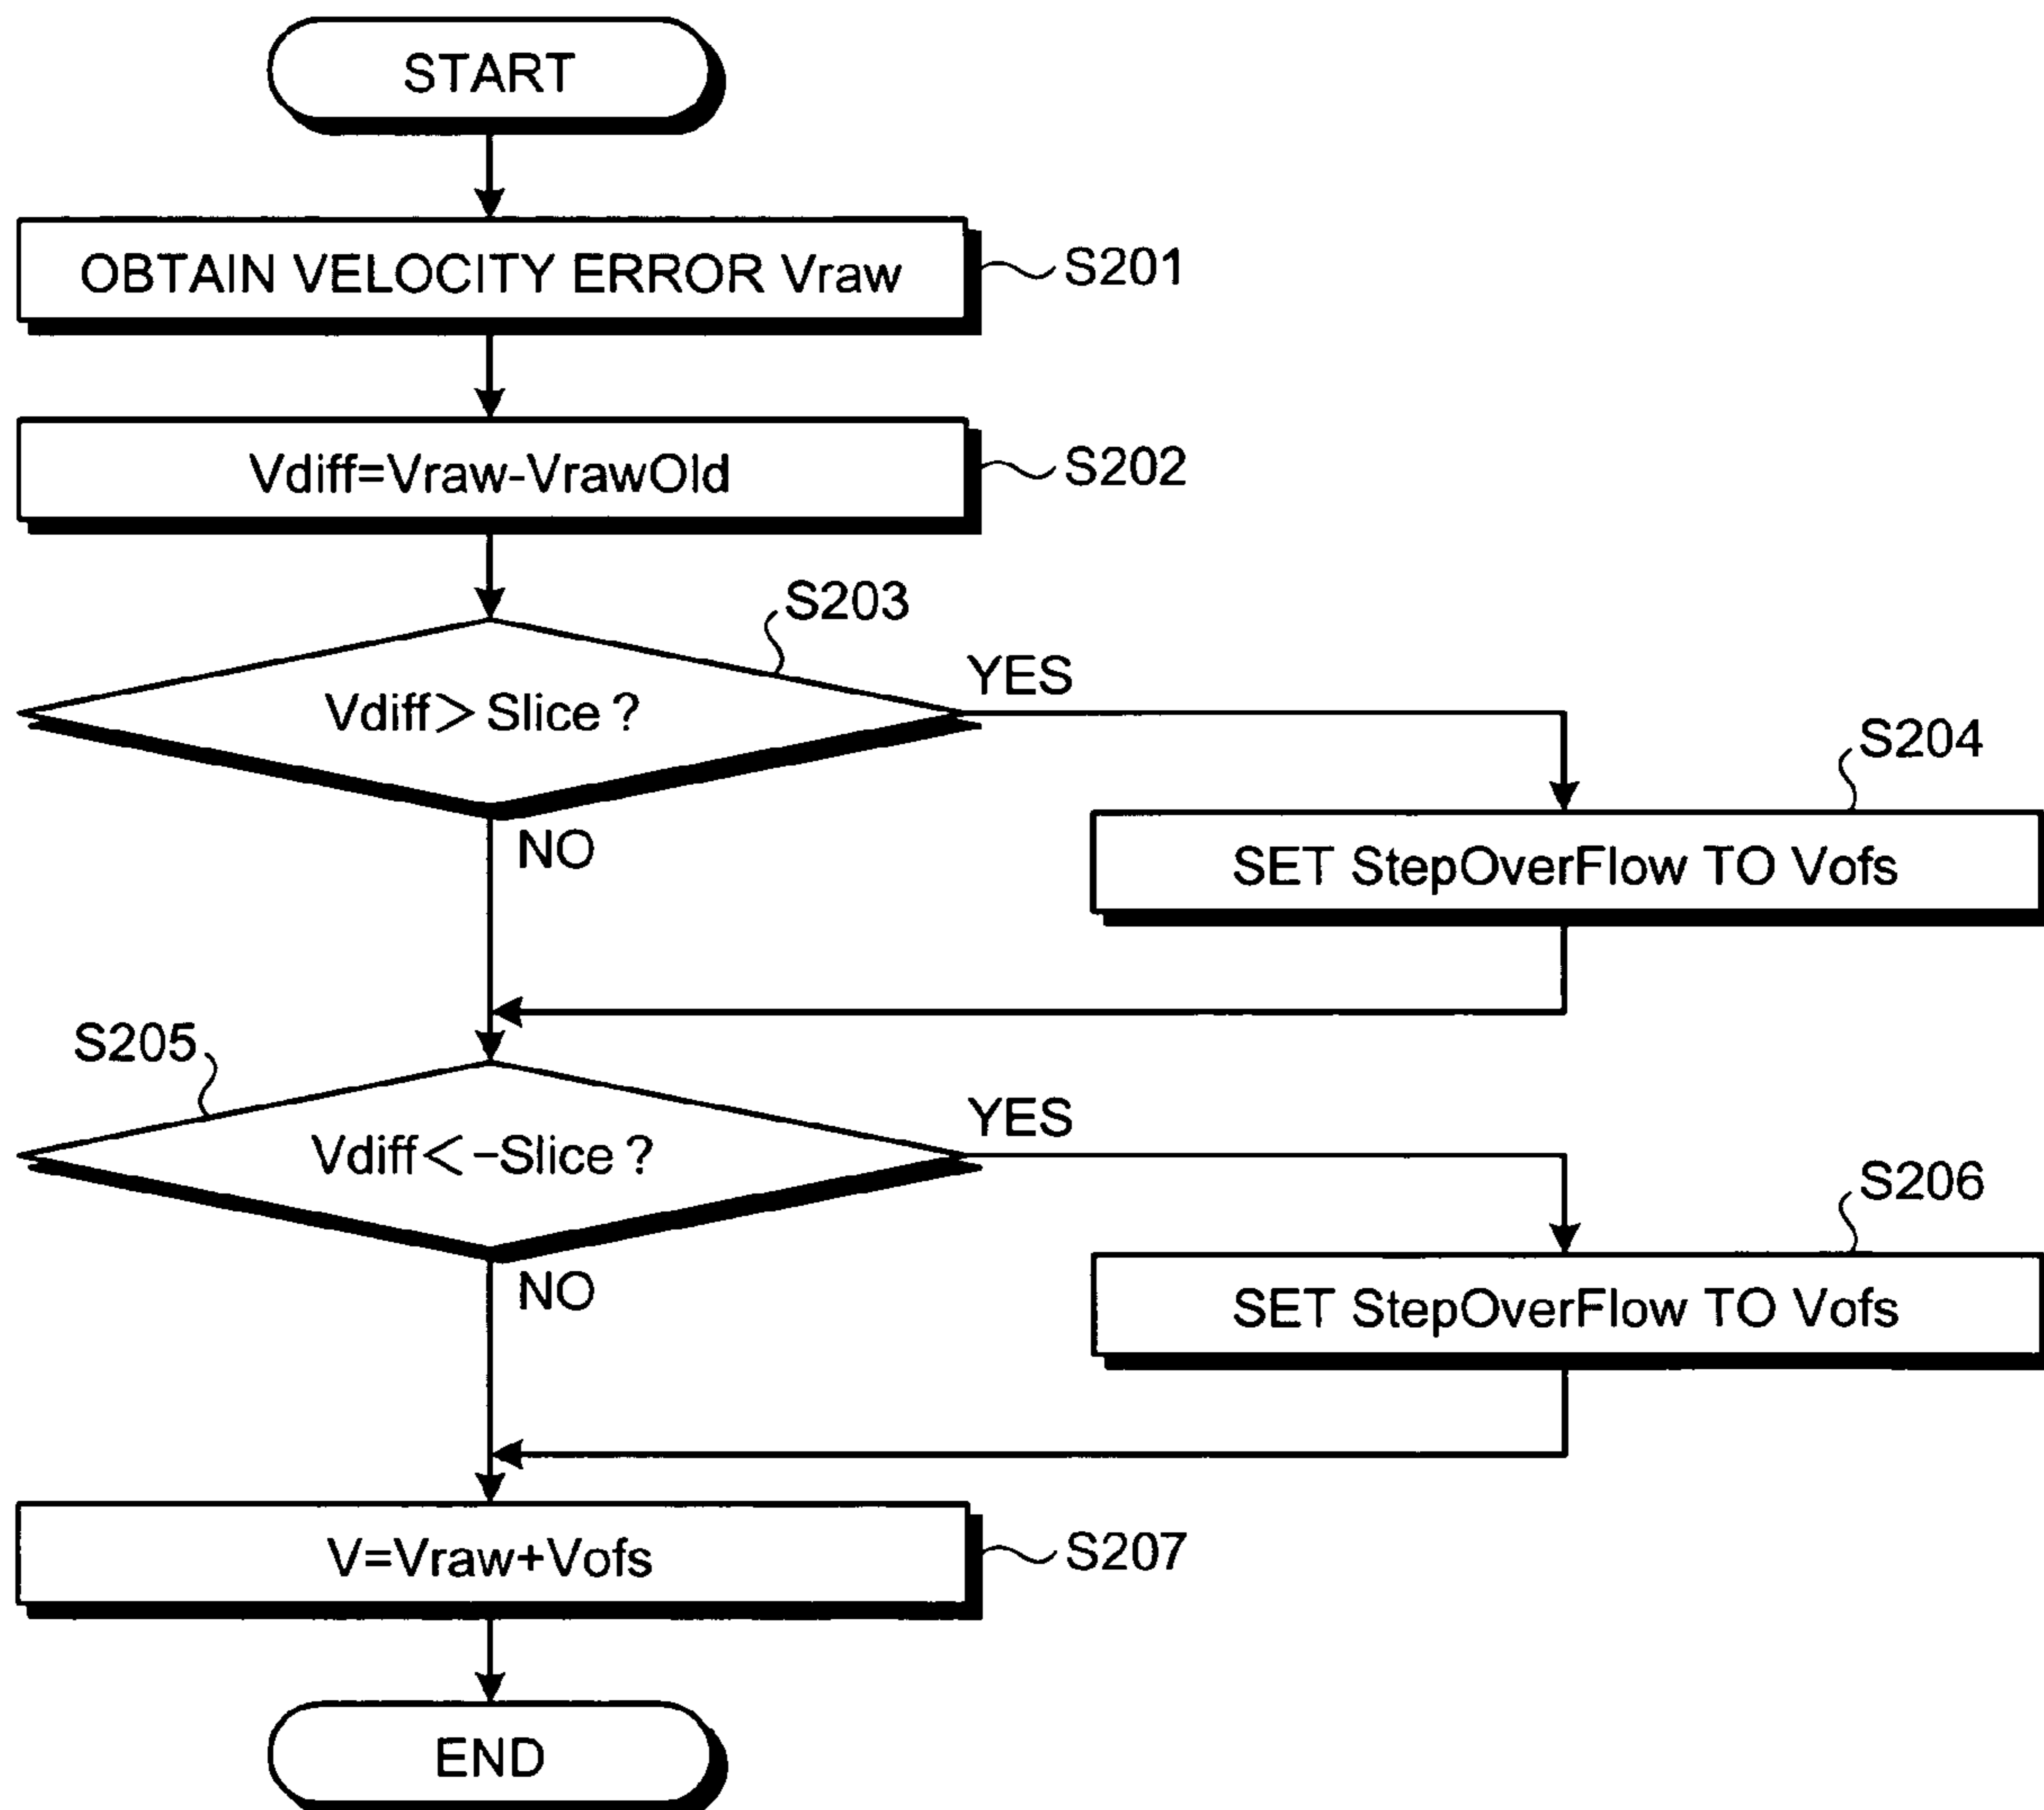 START
OBTAIN VELOCITY ERROR Vraw
S201
Vdiff=Vraw-VrawOld
S202
S203
Vdiff>Slice?
YES
NO
S204
SET StepOverFlow TO Vofs
S205
Vdiff<-Slice?
YES
NO
S206
SET StepOverFlow TO Vofs
V=Vraw+Vofs
S207
END